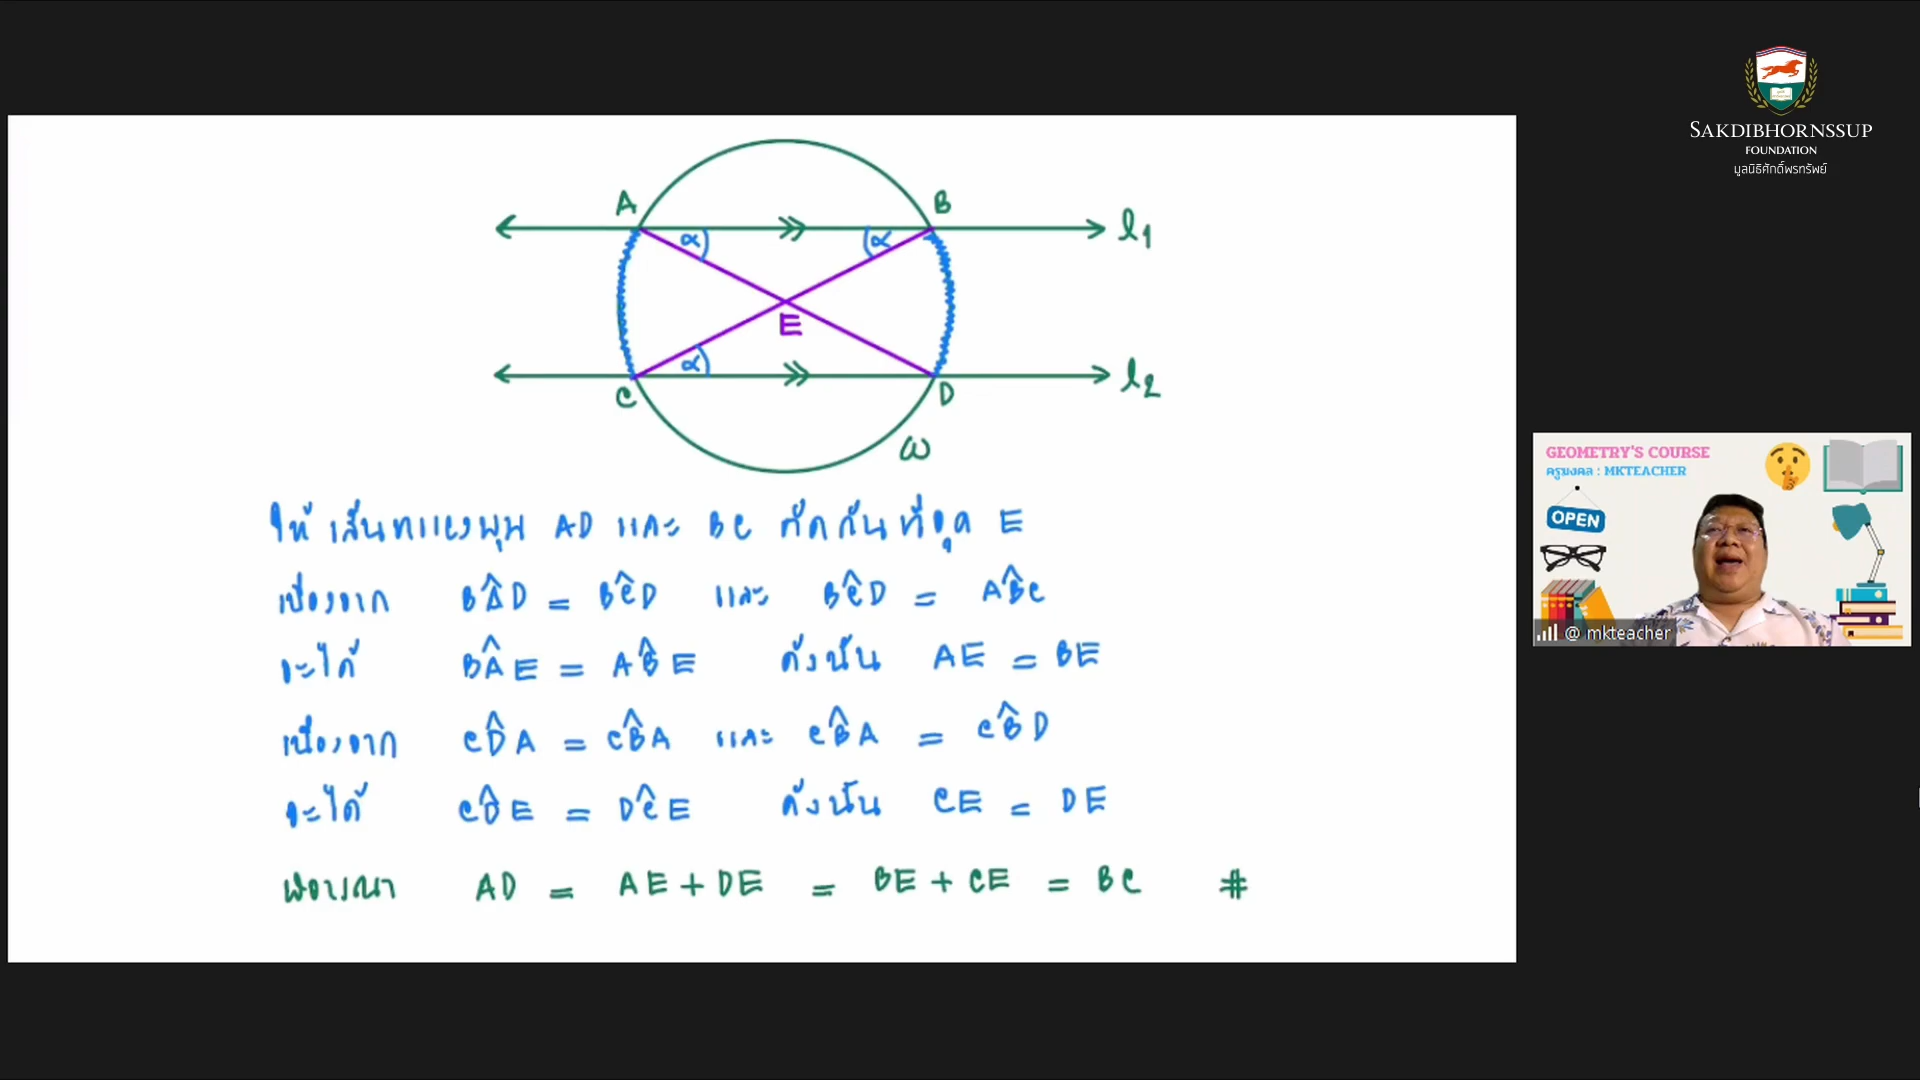 SAKDIBHORNSSUP
FOUNDATION
มูลนิธิศักดิ์พรทรัพย์
A B l₁
α α
E
α
C D l₂
ω
ให้ เส้นทแยงมุม AD และ BC ตัดกันที่จุด E
เนื่องจาก BÂD = BĈD และ BĈD = AB̂C
จะได้ BÂE = AB̂E ดังนั้น AE = BE
เนื่องจาก CD̂A = CB̂A และ CB̂A = CB̂D
จะได้ CD̂E = DĈE ดังนั้น CE = DE
พิจารณา AD = AE + DE = BE + CE = BC #
GEOMETRY'S COURSE
ครูมงคล : MKTEACHER
OPEN
@ mkteacher